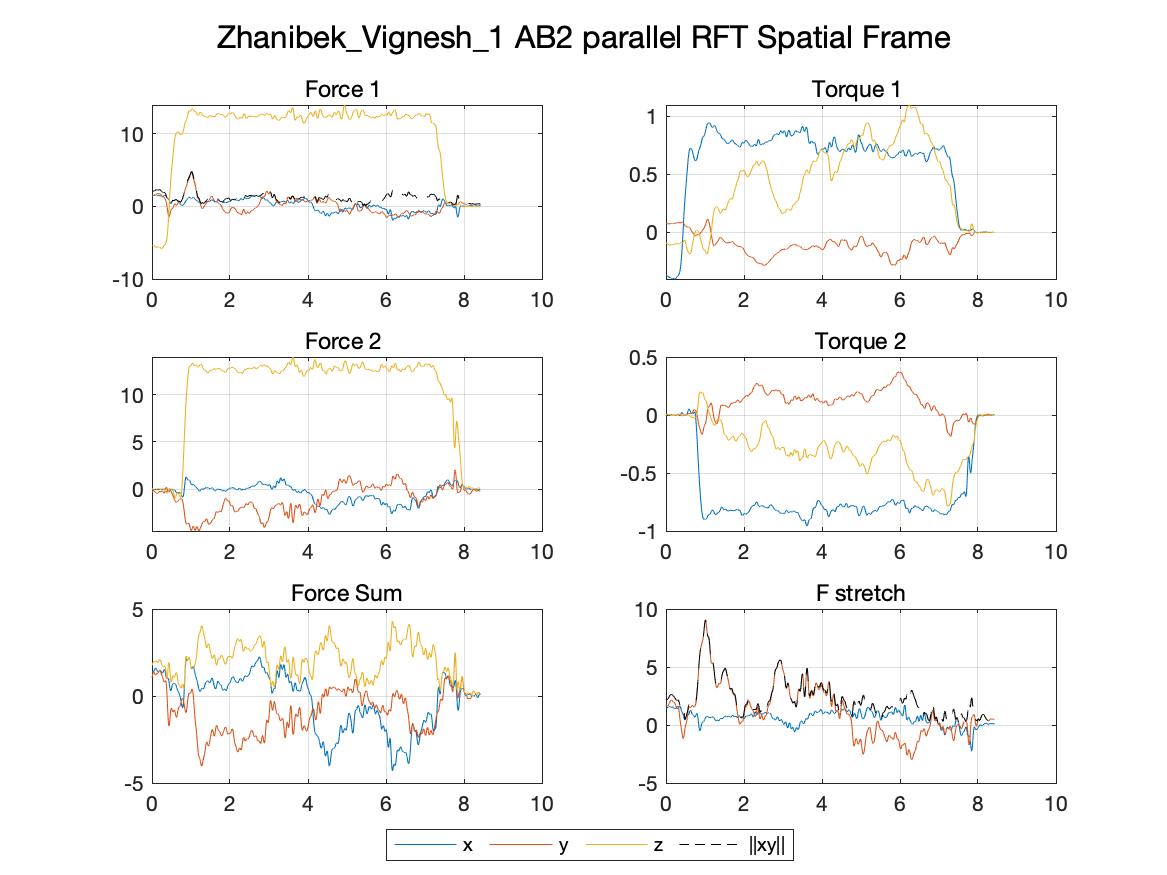 Zhanibek_Vignesh_1 AB2 parallel RFT Spatial Frame
Force 1
10
0
-10
0 2 4 6 8 10
Torque 1
1
0.5
0
0 2 4 6 8 10
Force 2
10
5
0
0 2 4 6 8 10
Torque 2
0.5
0
-0.5
-1
0 2 4 6 8 10
Force Sum
5
0
-5
0 2 4 6 8 10
F stretch
10
5
0
-5
0 2 4 6 8 10
x y z ||xy||